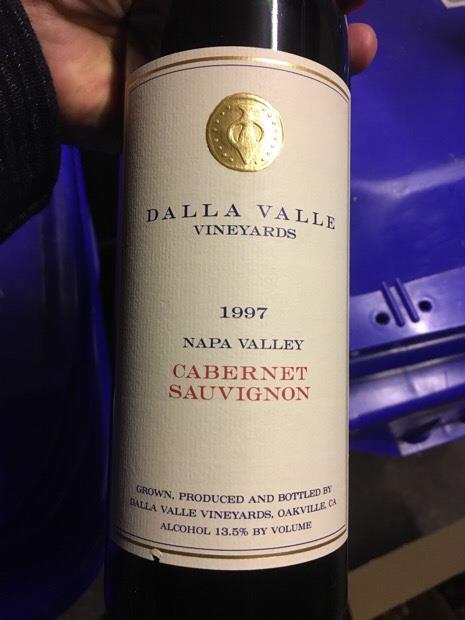 DALLA VALLE
VINEYARDS
1997
NAPA VALLEY
CABERNET
SAUVIGNON
GROWN, PRODUCED AND BOTTLED BY
DALLA VALLE VINEYARDS, OAKVILLE, CA
ALCOHOL 13.5% BY VOLUME